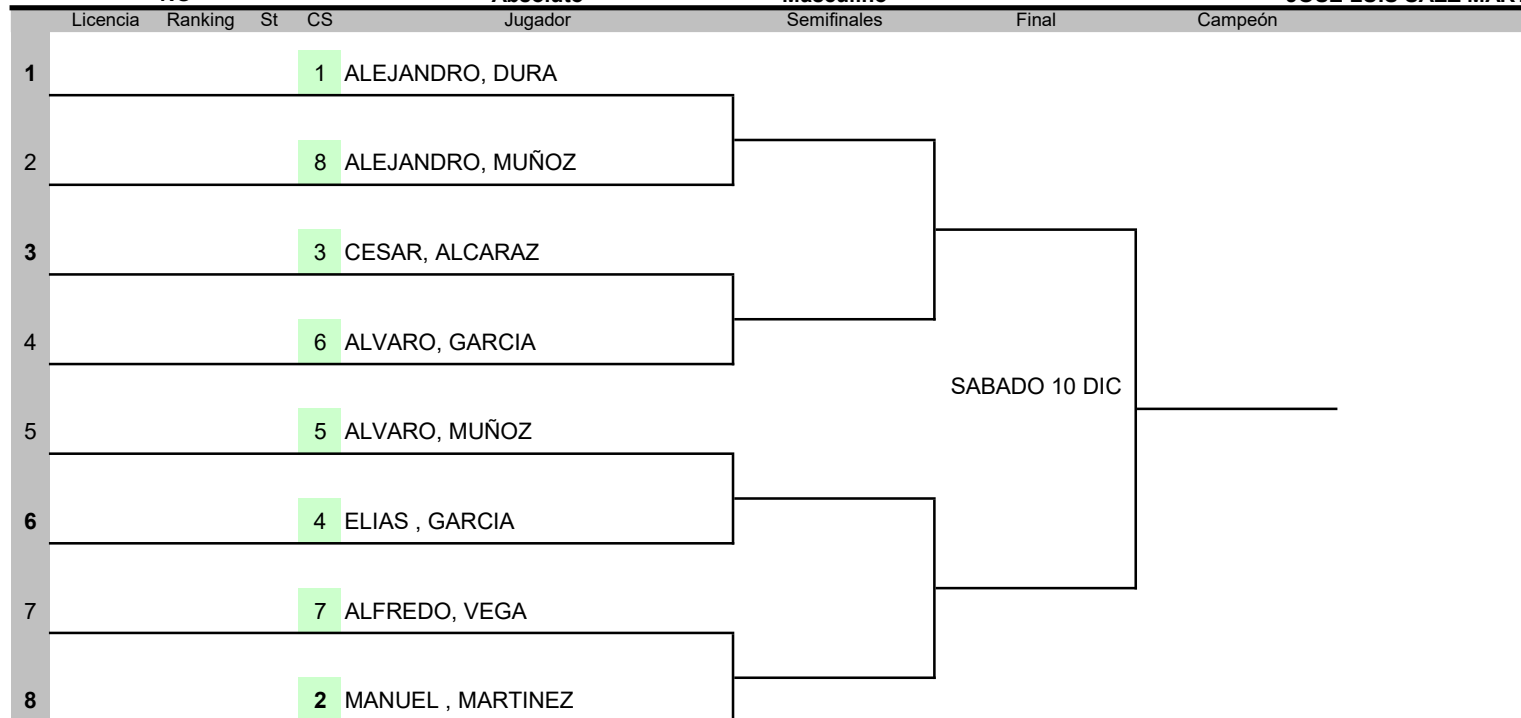 Licencia Ranking St CS Jugador Semifinales Final Campeón
1 1 ALEJANDRO, DURA
2 8 ALEJANDRO, MUÑOZ
3 3 CESAR, ALCARAZ
4 6 ALVARO, GARCIA
SABADO 10 DIC
5 5 ALVARO, MUÑOZ
6 4 ELIAS , GARCIA
7 7 ALFREDO, VEGA
8 2 MANUEL , MARTINEZ